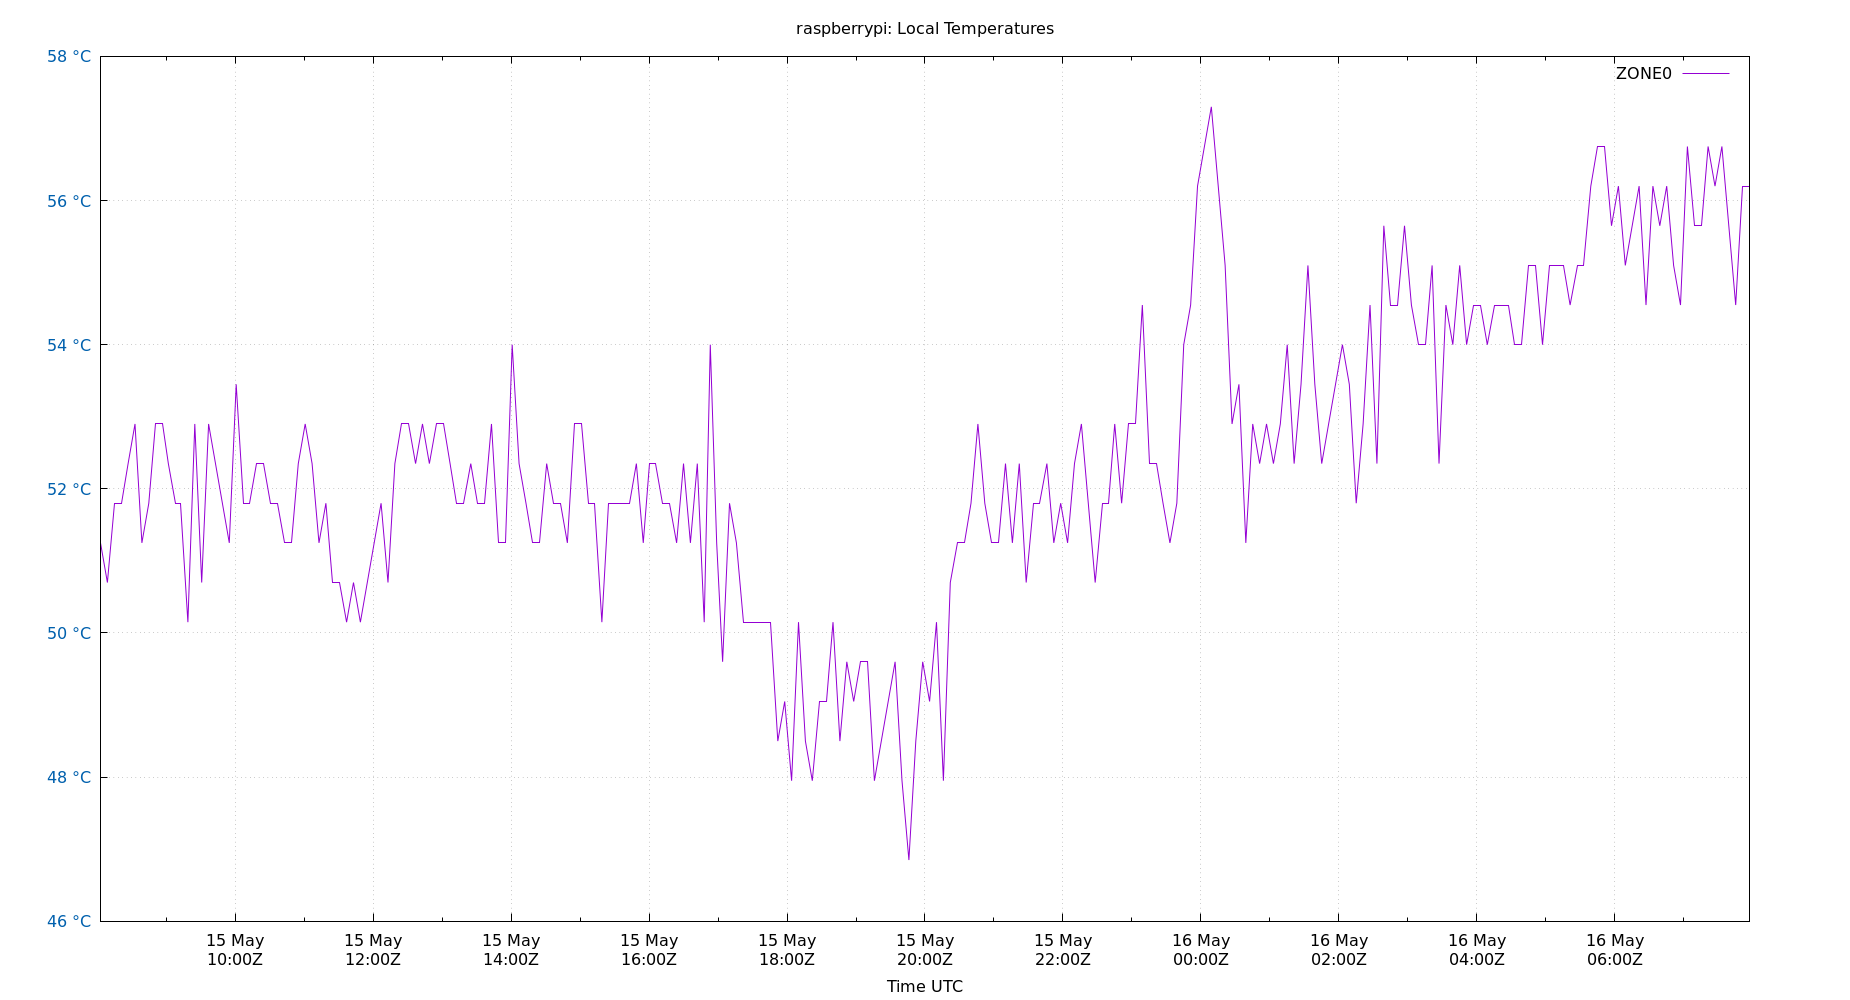 raspberrypi: Local Temperatures
58 °C
ZONE0
56 °C
54 °C
52 °C
50 °C
48 °C
46 °C
15 May 15 May 15 May 15 May 15 May 15 May 15 May 16 May 16 May 16 May 16 May
10:00Z 12:00Z 14:00Z 16:00Z 18:00Z 20:00Z 22:00Z 00:00Z 02:00Z 04:00Z 06:00Z
Time UTC